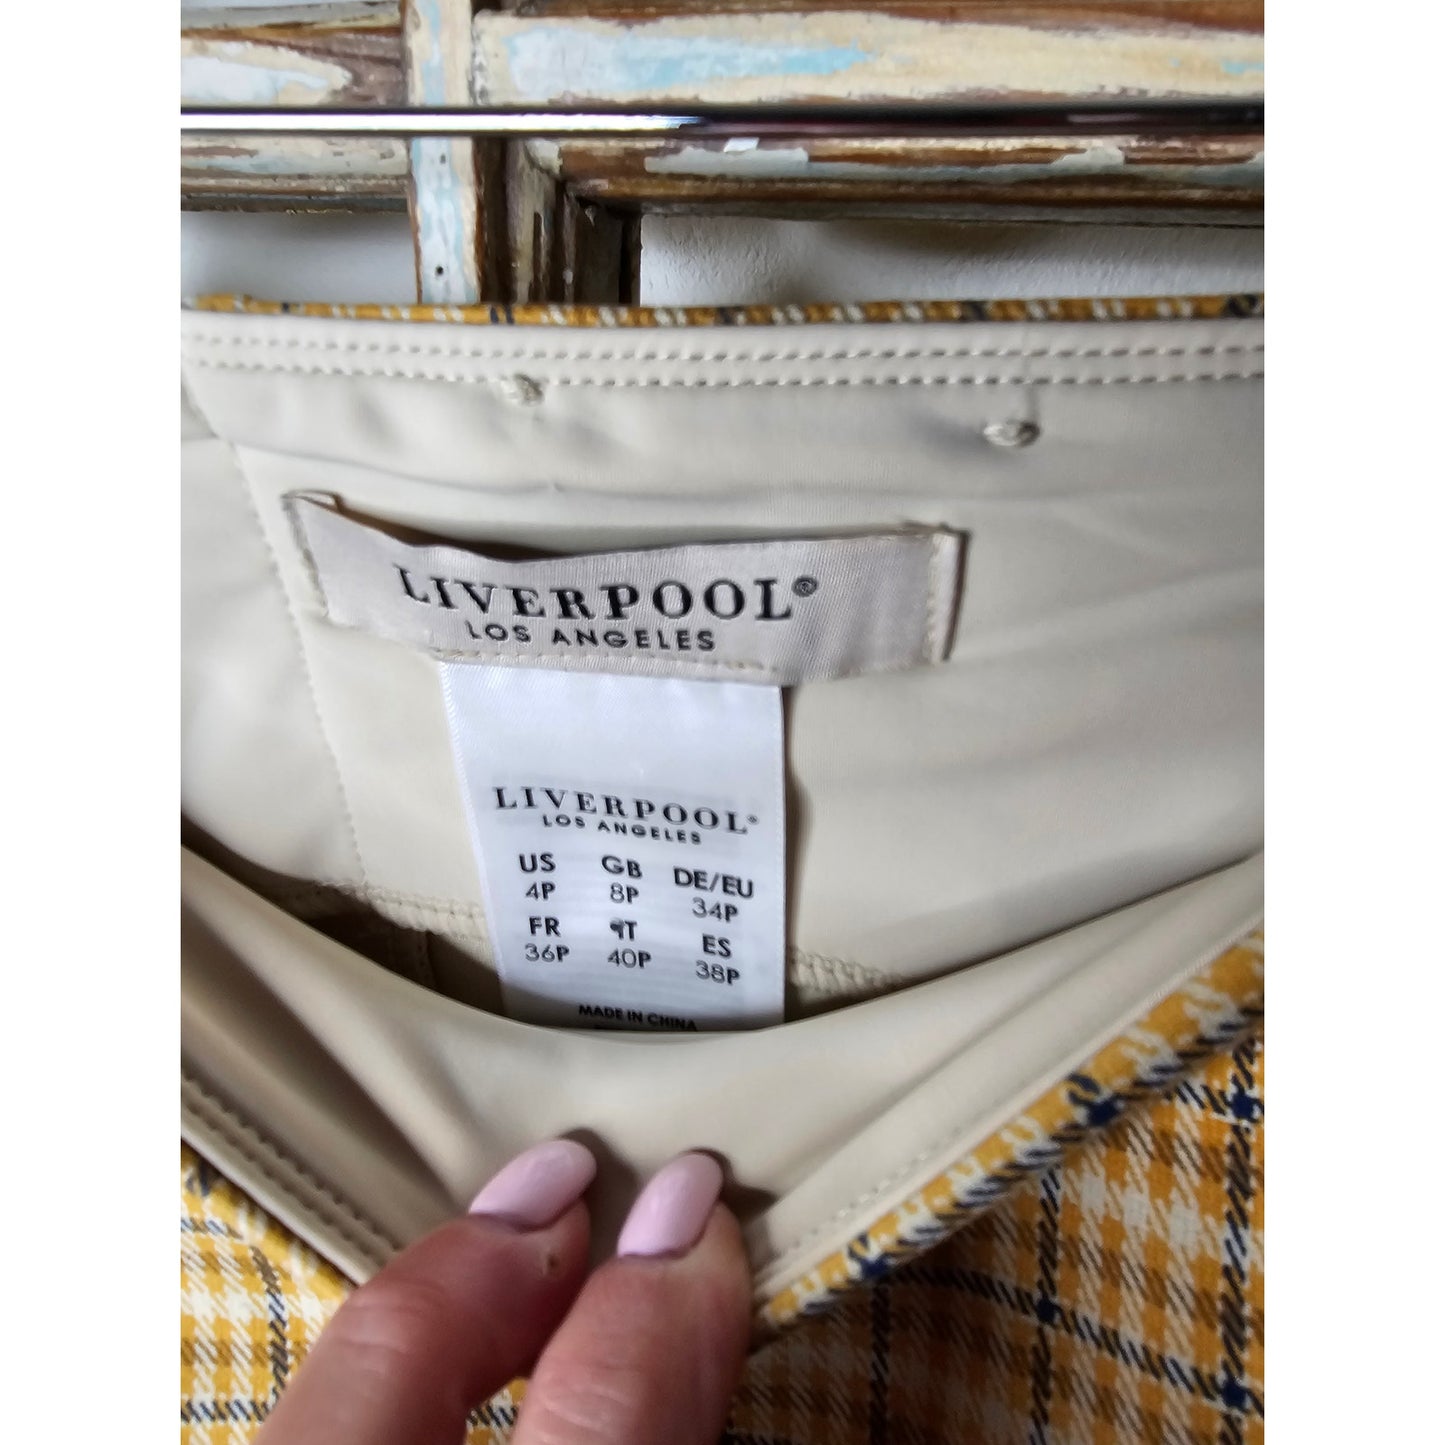 LIVERPOOL®
LOS ANGELES
LIVERPOOL®
LOS ANGELES
US GB DE/EU
4P 8P 34P
FR IT ES
36P 40P 38P
MADE IN CHINA